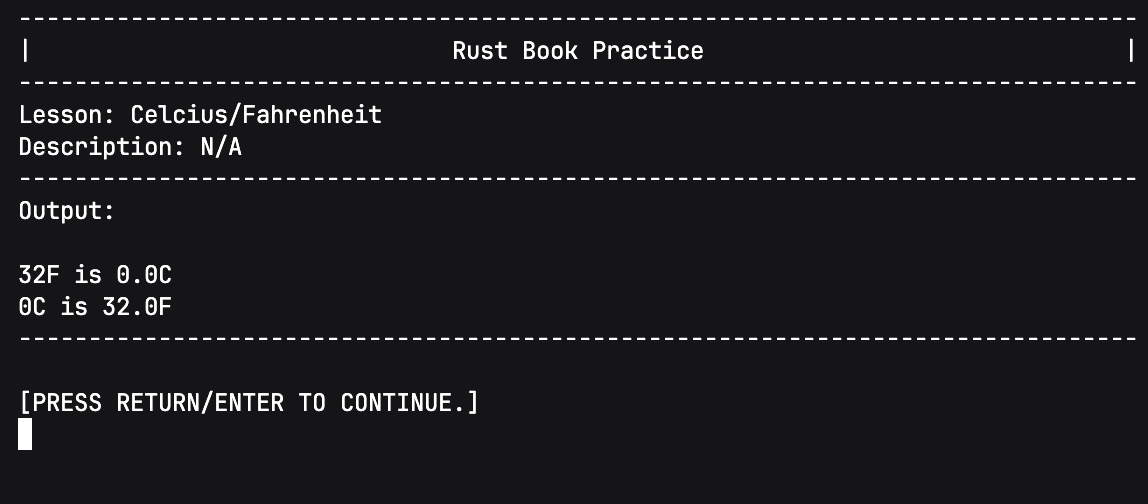 --------------------------------------------------------------------------------
|                              Rust Book Practice                              |
--------------------------------------------------------------------------------
Lesson: Celcius/Fahrenheit
Description: N/A
--------------------------------------------------------------------------------
Output:

32F is 0.0C
0C is 32.0F
--------------------------------------------------------------------------------

[PRESS RETURN/ENTER TO CONTINUE.]